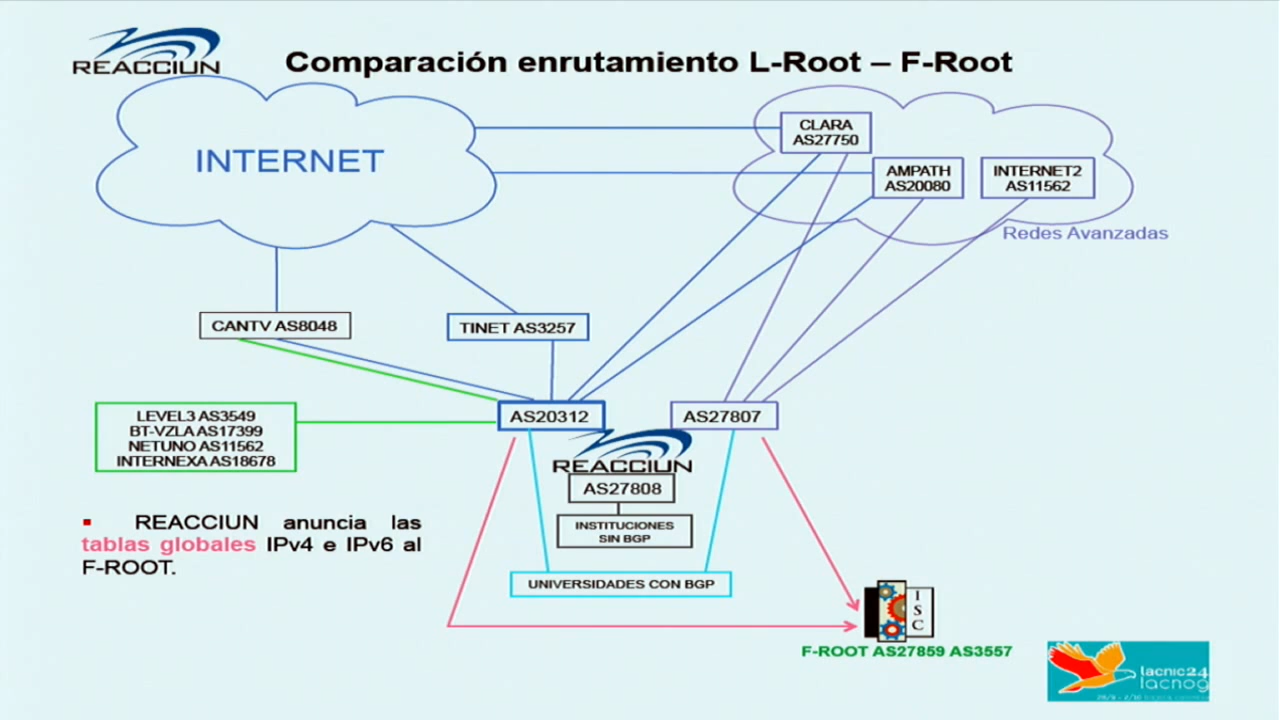 REACCIUN
Comparación enrutamiento L-Root – F-Root
INTERNET
CLARA
AS27750
AMPATH
AS20080
INTERNET2
AS11562
Redes Avanzadas
CANTV AS8048
TINET AS3257
LEVEL3 AS3549
BT-VZLA AS17399
NETUNO AS11562
INTERNEXA AS18678
AS20312
AS27807
REACCIUN
AS27808
INSTITUCIONES
SIN BGP
UNIVERSIDADES CON BGP
▪ REACCIUN anuncia las
tablas globales IPv4 e IPv6 al
F-ROOT.
I
S
C
F-ROOT AS27859 AS3557
lacnic24
lacnog